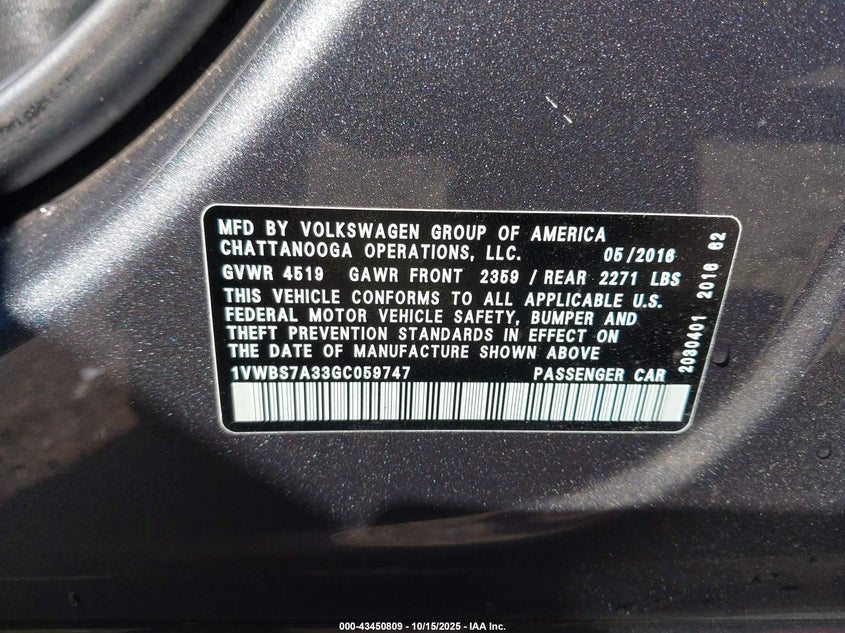 MFD BY VOLKSWAGEN GROUP OF AMERICA
CHATTANOOGA OPERATIONS, LLC. 05/2016
GVWR 4519 GAWR FRONT 2359 / REAR 2271 LBS
THIS VEHICLE CONFORMS TO ALL APPLICABLE U.S.
FEDERAL MOTOR VEHICLE SAFETY, BUMPER AND
THEFT PREVENTION STANDARDS IN EFFECT ON
THE DATE OF MANUFACTURE SHOWN ABOVE
1VWBS7A33GC059747 PASSENGER CAR
2030401 2016 62
000-43450809 - 10/15/2025 - IAA Inc.